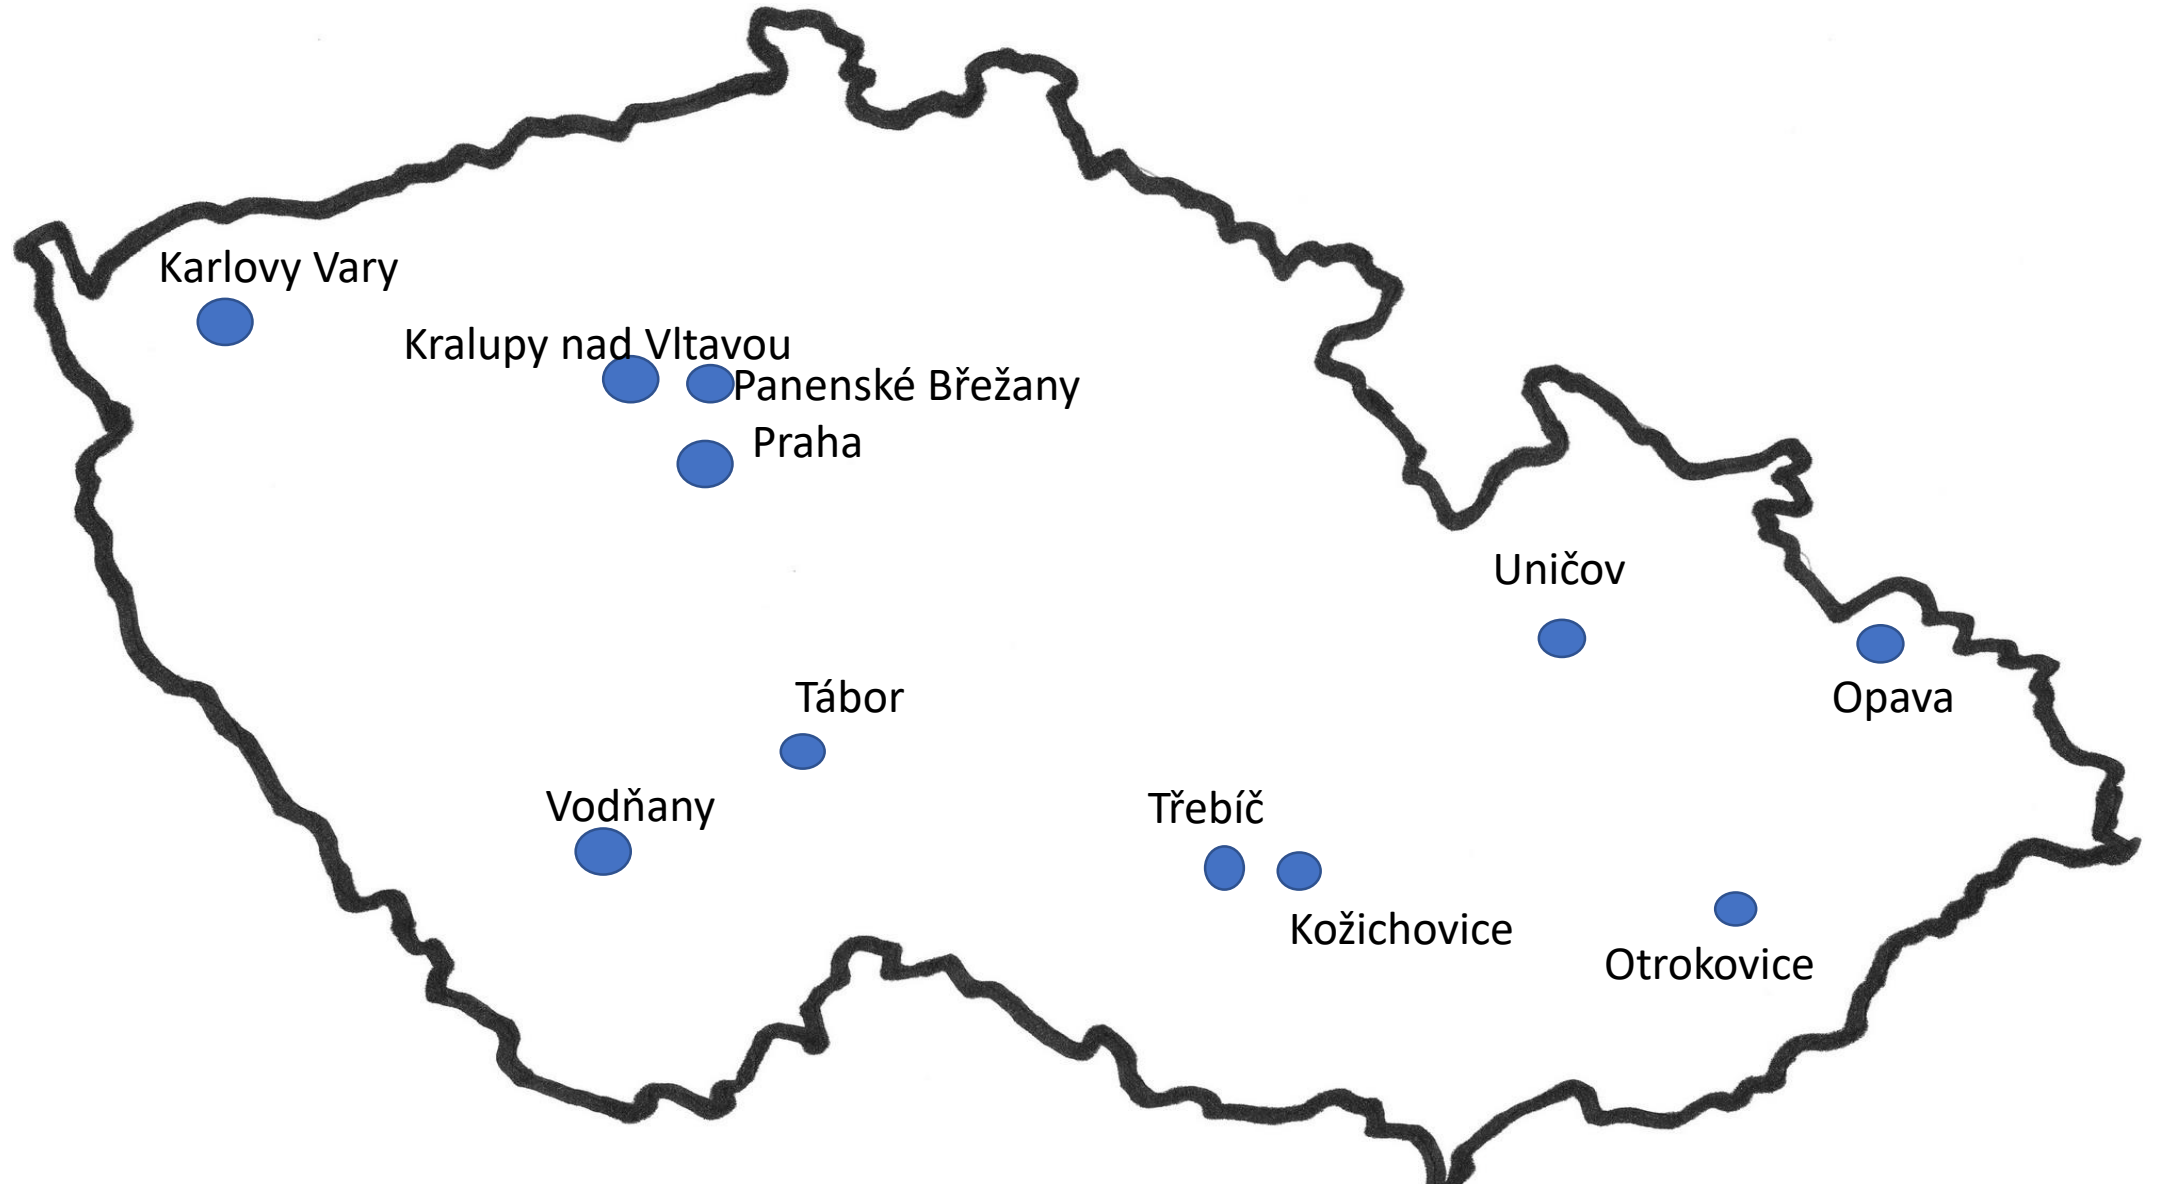 Karlovy Vary
Kralupy nad Vltavou
Panenské Břežany
Praha
Uničov
Opava
Tábor
Vodňany
Třebíč
Kožichovice
Otrokovice